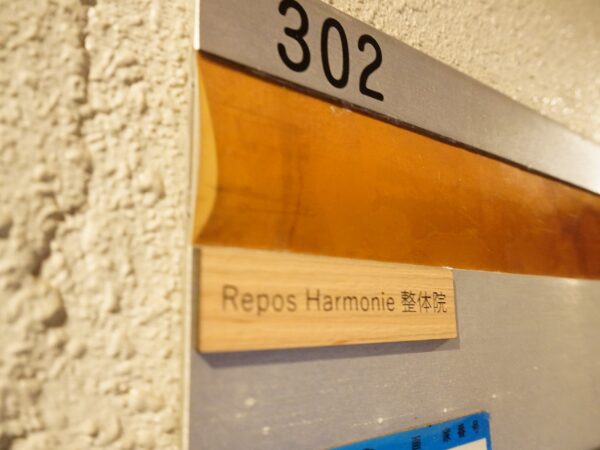 302
Repos Harmonie 整体院